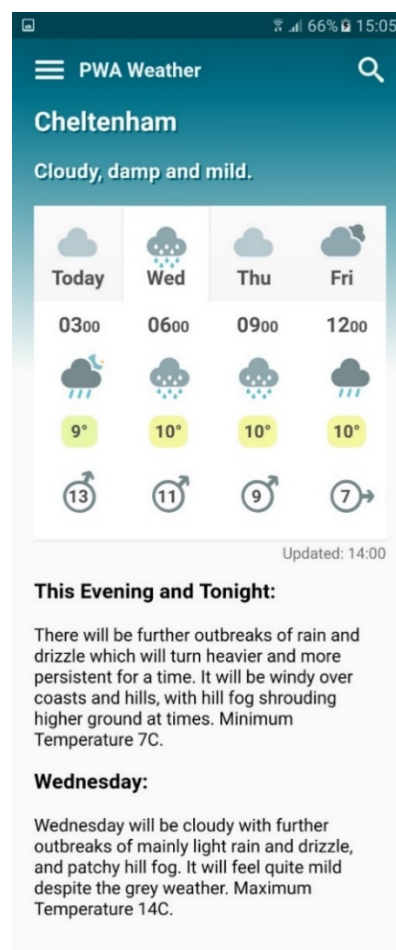 66% 15:05
PWA Weather
Cheltenham
Cloudy, damp and mild.
Today Wed Thu Fri
0300 0600 0900 1200
9° 10° 10° 10°
13 11 9 7
Updated: 14:00
This Evening and Tonight:
There will be further outbreaks of rain and
drizzle which will turn heavier and more
persistent for a time. It will be windy over
coasts and hills, with hill fog shrouding
higher ground at times. Minimum
Temperature 7C.
Wednesday:
Wednesday will be cloudy with further
outbreaks of mainly light rain and drizzle,
and patchy hill fog. It will feel quite mild
despite the grey weather. Maximum
Temperature 14C.